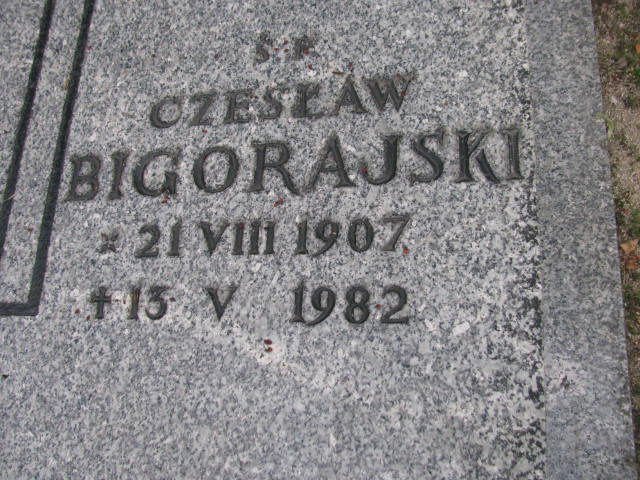 Ś.P.
CZESŁAW
BIGORAJSKI
* 21 VIII 1907
† 13 V 1982